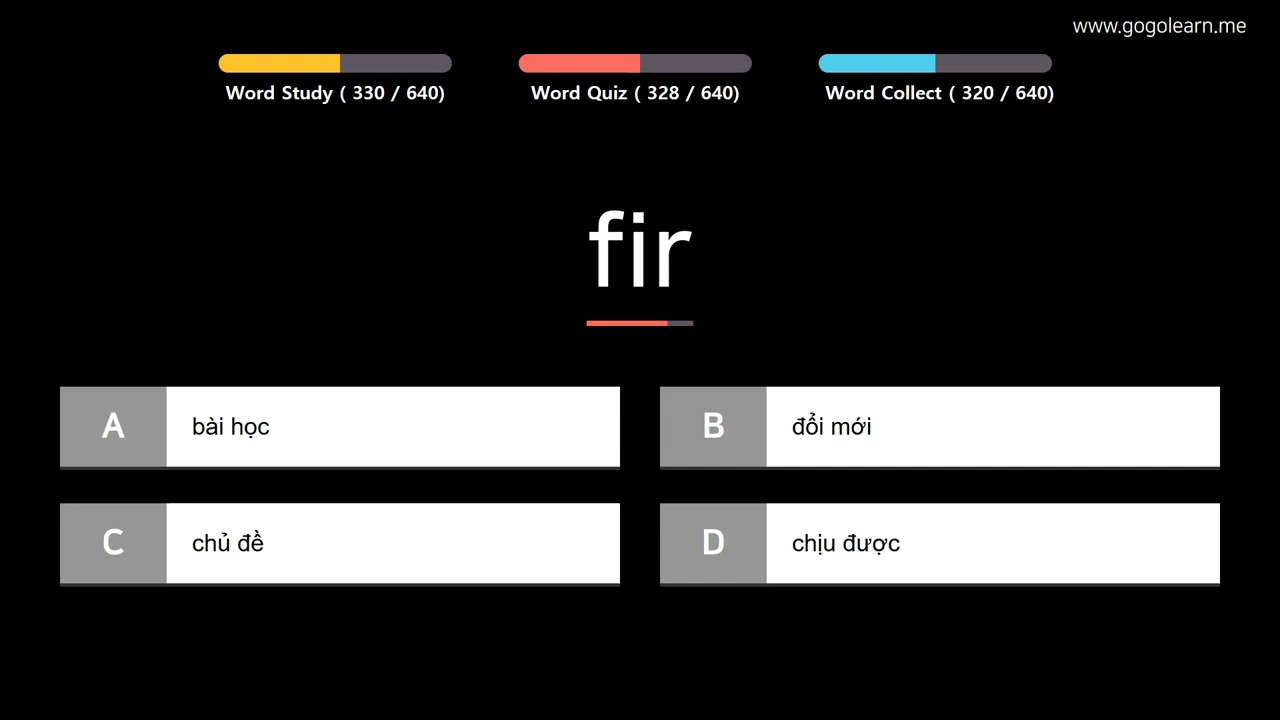 www.gogolearn.me
Word Study ( 330 / 640)
Word Quiz ( 328 / 640)
Word Collect ( 320 / 640)
fir
A bài học
B đổi mới
C chủ đề
D chịu được